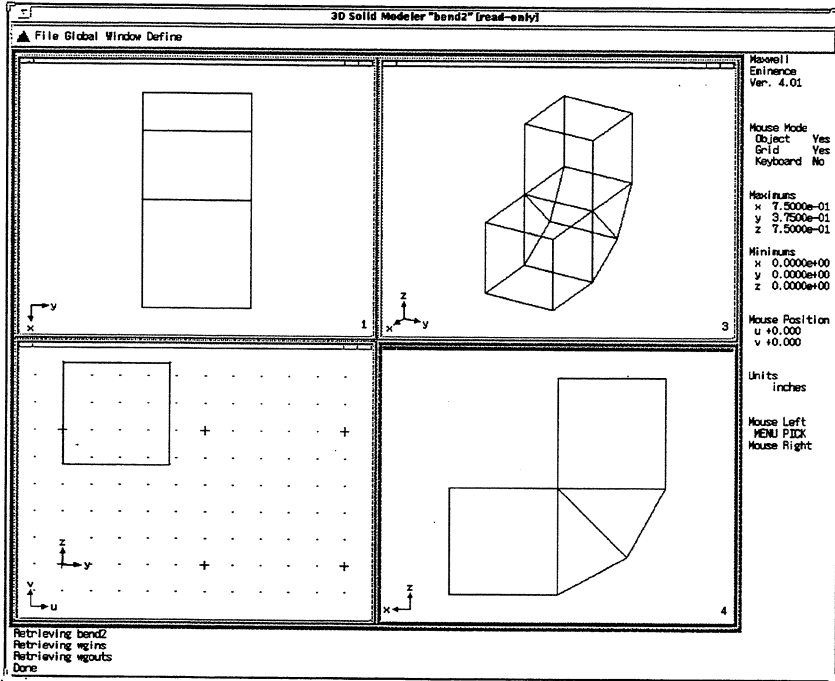 3D Solid Modeler "bend2" [read-only]
File Global Window Define
Maxwell
Eminence
Ver. 4.01
Mouse Mode
Object Yes
Grid Yes
Keyboard No
Maximums
x 7.5000e-01
y 3.7500e-01
z 7.5000e-01
Minimums
x 0.0000e+00
y 0.0000e+00
z 0.0000e+00
Mouse Position
u +0.000
v +0.000
Units
inches
Mouse Left
MENU PICK
Mouse Right
y
x
1
z
x
y
3
z
y
v
u
z
x
4
Retrieving bend2
Retrieving wgins
Retrieving wgouts
Done